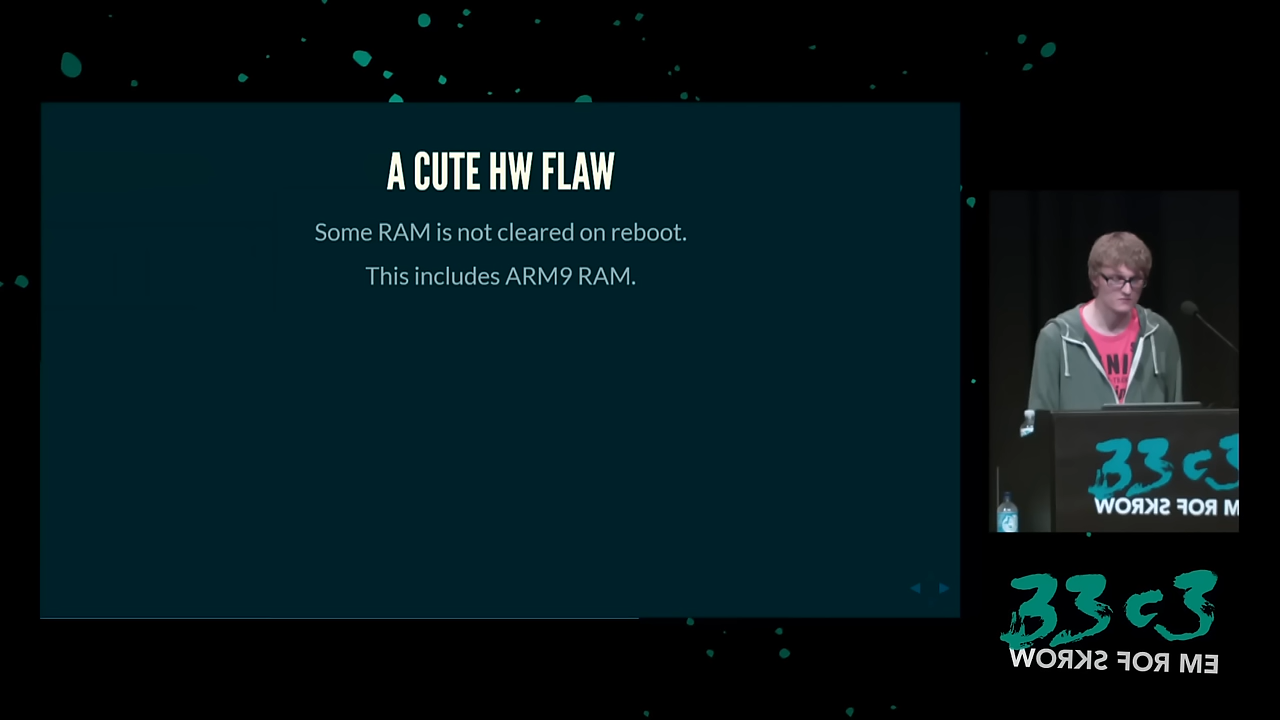 A CUTE HW FLAW
Some RAM is not cleared on reboot.
This includes ARM9 RAM.
NI
33c3
WORKS FOR M
33c3
WORKS FOR ME